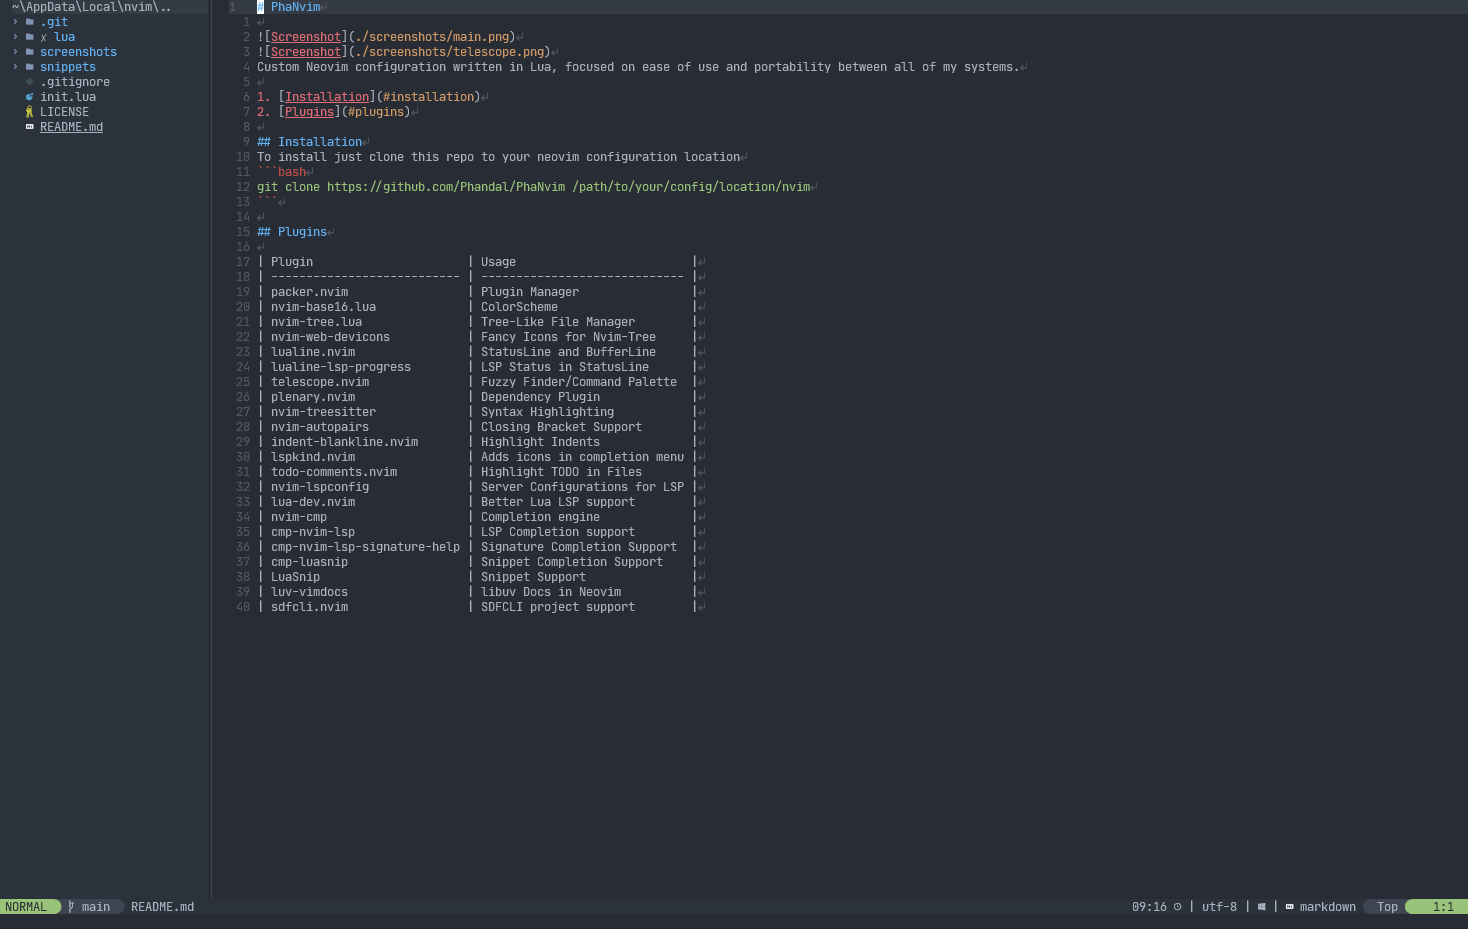 ~\AppData\Local\nvim\..
› .git
› ✗ lua
› screenshots
› snippets
.gitignore
init.lua
LICENSE
README.md
1 # PhaNvim↵
1 ↵
2 ![Screenshot](./screenshots/main.png)↵
3 ![Screenshot](./screenshots/telescope.png)↵
4 Custom Neovim configuration written in Lua, focused on ease of use and portability between all of my systems.↵
5 ↵
6 1. [Installation](#installation)↵
7 2. [Plugins](#plugins)↵
8 ↵
9 ## Installation↵
10 To install just clone this repo to your neovim configuration location↵
11 ```bash↵
12 git clone https://github.com/Phandal/PhaNvim /path/to/your/config/location/nvim↵
13 ```↵
14 ↵
15 ## Plugins↵
16 ↵
17 | Plugin                      | Usage                         |↵
18 | --------------------------- | ----------------------------- |↵
19 | packer.nvim                 | Plugin Manager                |↵
20 | nvim-base16.lua             | ColorScheme                   |↵
21 | nvim-tree.lua               | Tree-Like File Manager        |↵
22 | nvim-web-devicons           | Fancy Icons for Nvim-Tree     |↵
23 | lualine.nvim                | StatusLine and BufferLine     |↵
24 | lualine-lsp-progress        | LSP Status in StatusLine      |↵
25 | telescope.nvim              | Fuzzy Finder/Command Palette  |↵
26 | plenary.nvim                | Dependency Plugin             |↵
27 | nvim-treesitter             | Syntax Highlighting           |↵
28 | nvim-autopairs              | Closing Bracket Support       |↵
29 | indent-blankline.nvim       | Highlight Indents             |↵
30 | lspkind.nvim                | Adds icons in completion menu |↵
31 | todo-comments.nvim          | Highlight TODO in Files       |↵
32 | nvim-lspconfig              | Server Configurations for LSP |↵
33 | lua-dev.nvim                | Better Lua LSP support        |↵
34 | nvim-cmp                    | Completion engine             |↵
35 | cmp-nvim-lsp                | LSP Completion support        |↵
36 | cmp-nvim-lsp-signature-help | Signature Completion Support  |↵
37 | cmp-luasnip                 | Snippet Completion Support    |↵
38 | LuaSnip                     | Snippet Support               |↵
39 | luv-vimdocs                 | libuv Docs in Neovim          |↵
40 | sdfcli.nvim                 | SDFCLI project support        |↵
NORMAL main README.md 09:16 | utf-8 | | markdown Top 1:1